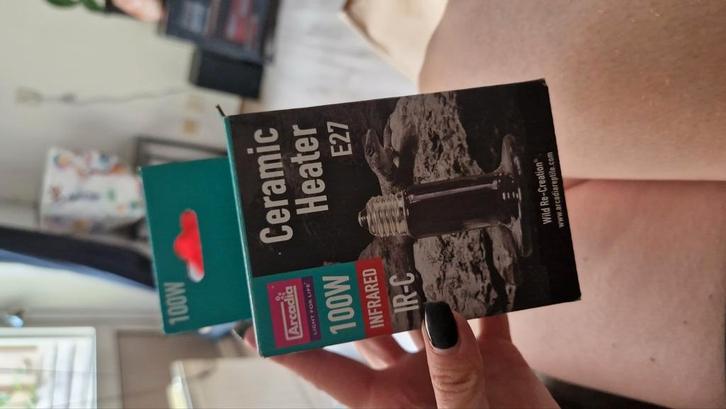 100W
Ceramic
Heater
E27
Arcadia
LIGHT FOR LIFE
100W
INFRARED
IR-C
Wild Re-Creation®
www.arcadiareptile.com